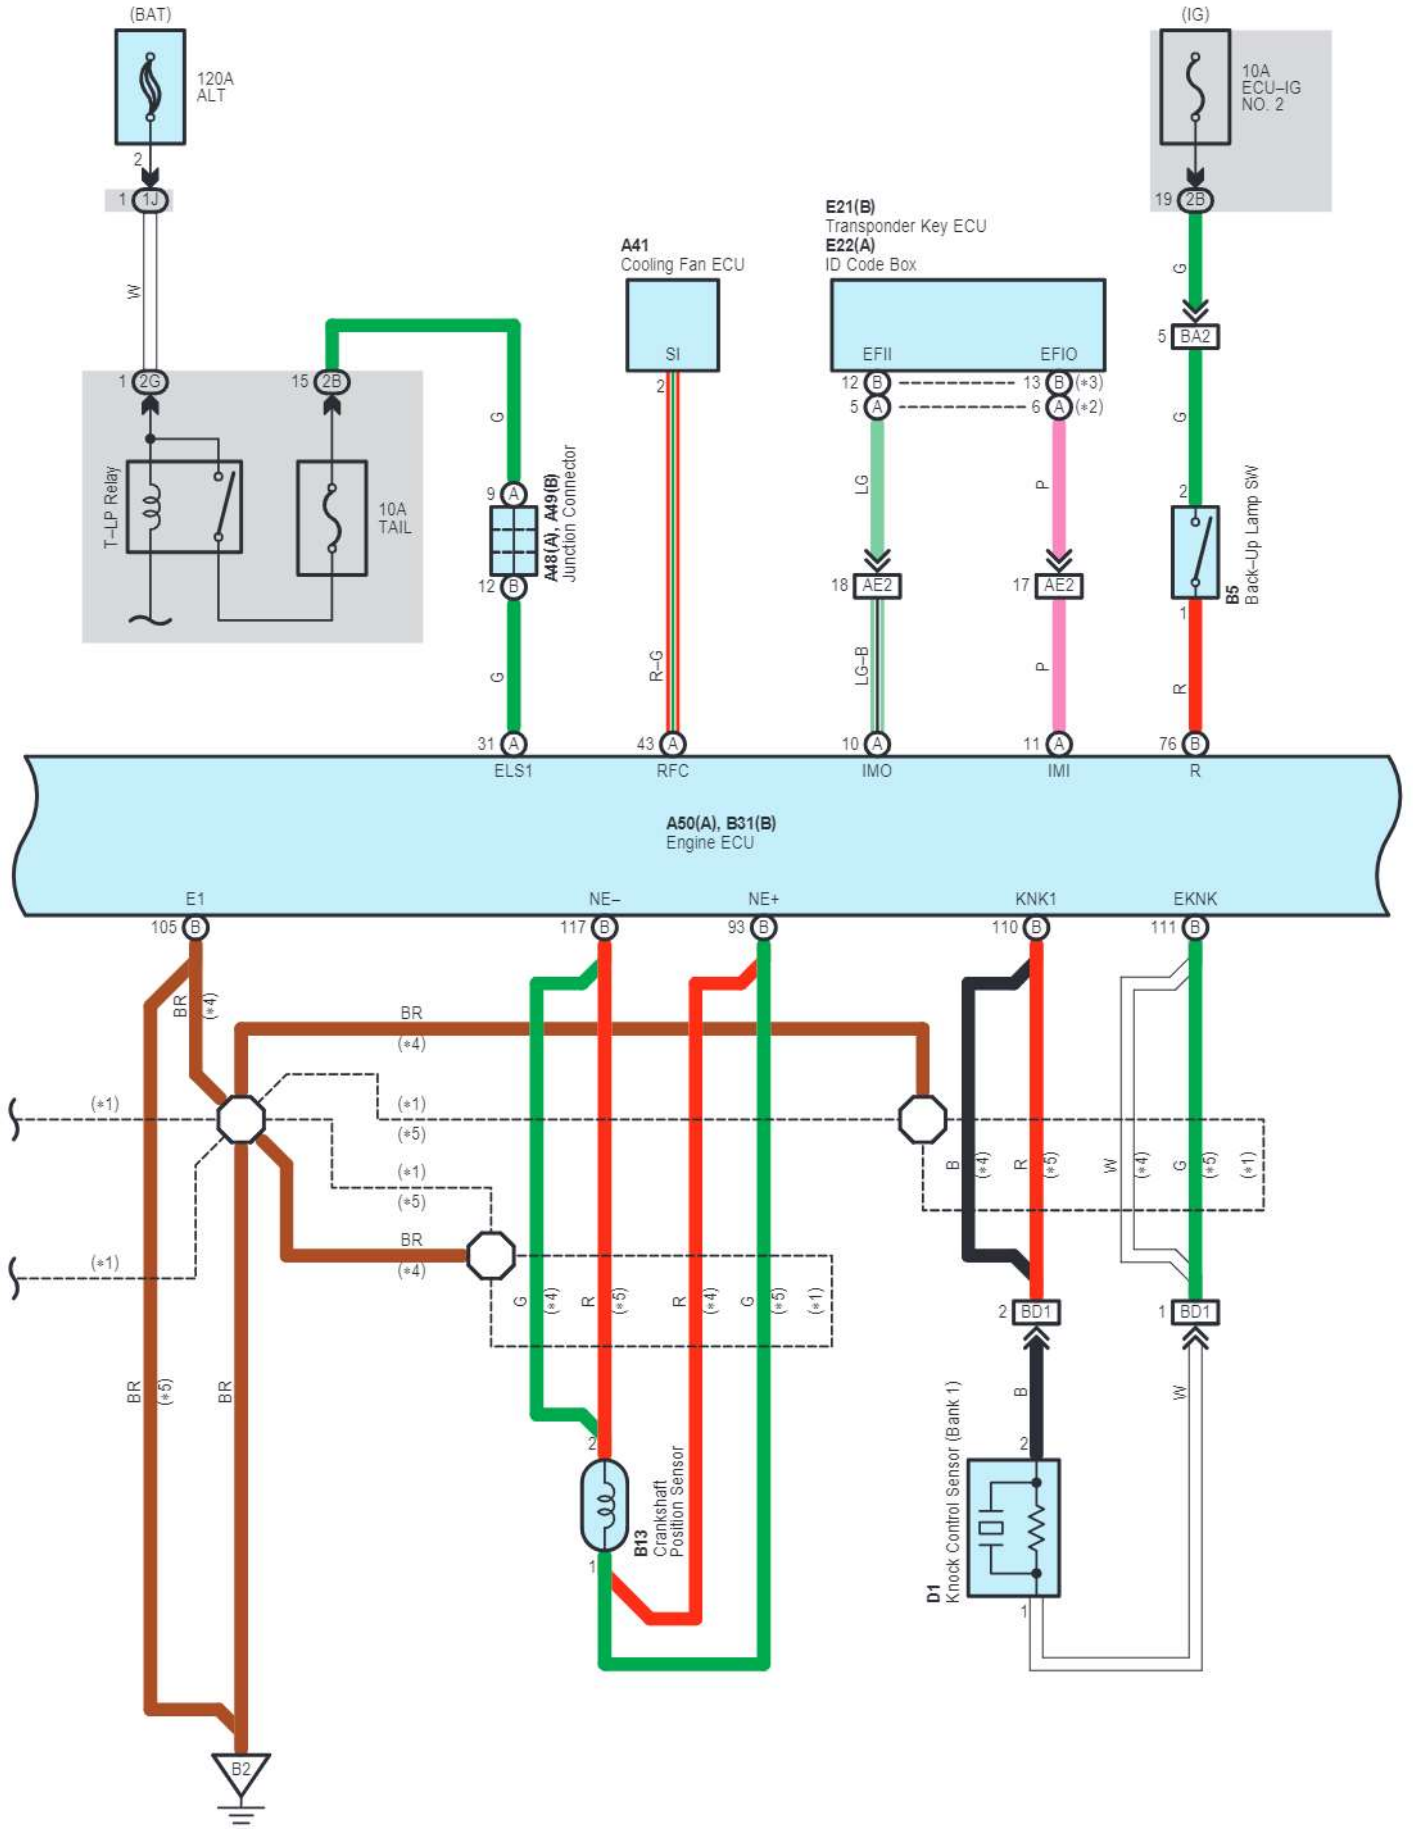 (BAT)
(IG)
120A
ALT
10A
ECU–IG
NO. 2
2
1 1J
19 2B
E21(B)
Transponder Key ECU
E22(A)
ID Code Box
A41
Cooling Fan ECU
W
G
5 BA2
SI
EFII
EFIO
1 2G
15 2B
2
12 B
13 B (∗3)
5 A
6 A (∗2)
G
G
T–LP Relay
10A
TAIL
9 A
A48(A), A49(B)
Junction Connector
12 B
LG
P
2
B5
Back–Up Lamp SW
1
18 AE2
17 AE2
G
R–G
LG–B
P
R
31 A
43 A
10 A
11 A
76 B
ELS1
RFC
IMO
IMI
R
A50(A), B31(B)
Engine ECU
E1
NE–
NE+
KNK1
EKNK
105 B
117 B
93 B
110 B
111 B
BR
(∗4)
BR
(∗4)
(∗1)
(∗1)
(∗5)
(∗1)
(∗5)
B
(∗4)
R
(∗5)
W
(∗4)
G
(∗5)
(∗1)
BR
(∗4)
(∗1)
G
(∗4)
R
(∗5)
R
(∗4)
G
(∗5)
(∗1)
2 BD1
1 BD1
BR
(∗5)
BR
B
W
2
2
B13
Crankshaft
Position Sensor
1
D1
Knock Control Sensor (Bank 1)
1
B2